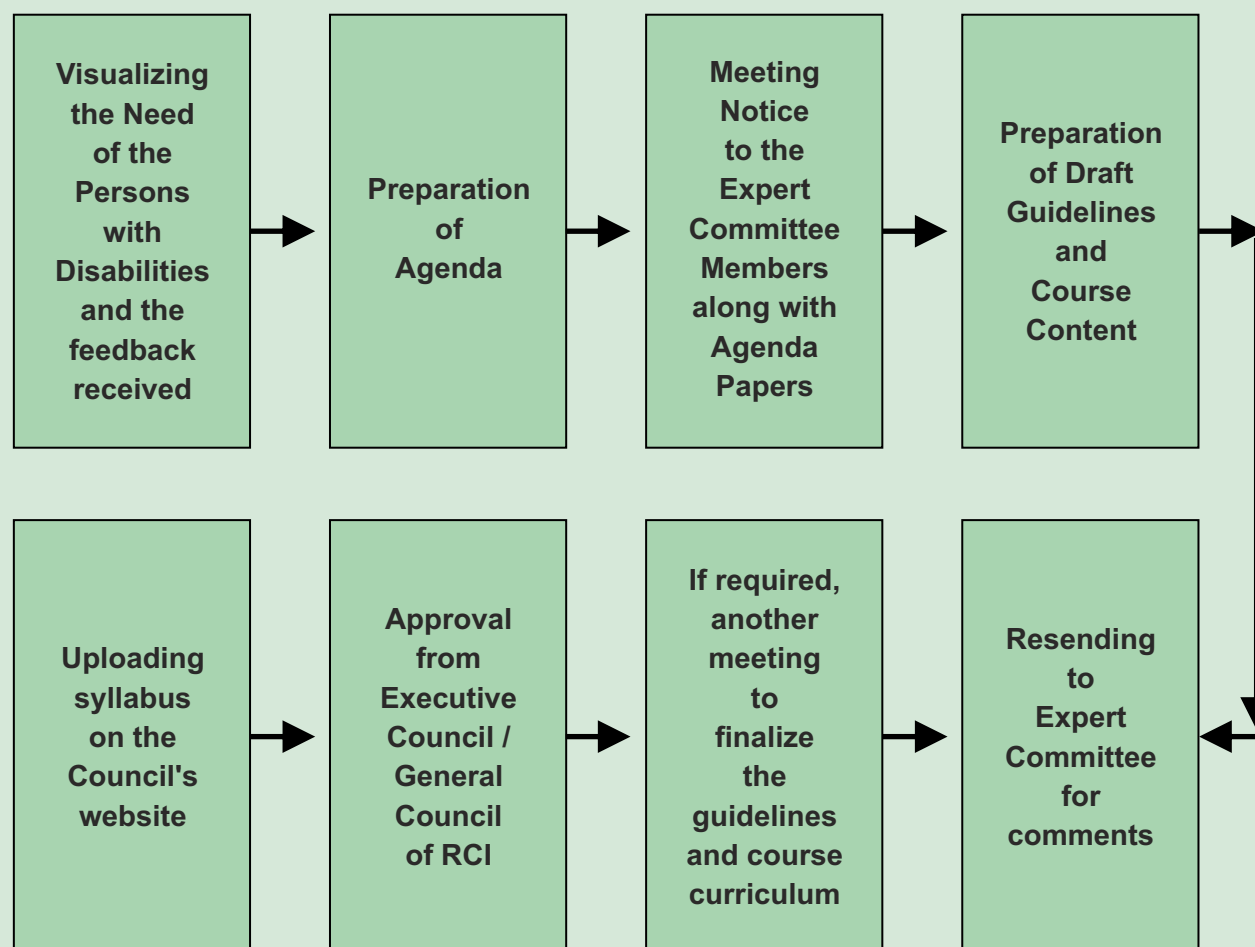 Visualizing
the Need
of the
Persons
with
Disabilities
and the
feedback
received
Preparation
of
Agenda
Meeting
Notice
to the
Expert
Committee
Members
along with
Agenda
Papers
Preparation
of Draft
Guidelines
and
Course
Content
Uploading
syllabus
on the
Council's
website
Approval
from
Executive
Council /
General
Council
of RCI
If required,
another
meeting
to
finalize
the
guidelines
and course
curriculum
Resending
to
Expert
Committee
for
comments